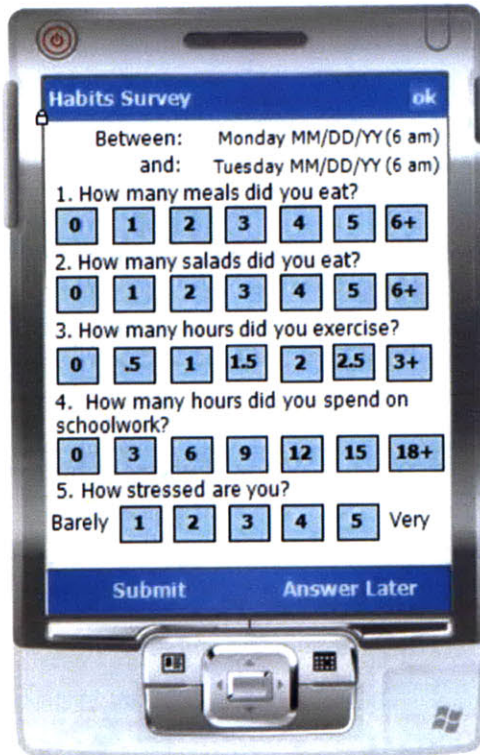 Habits Survey ok
Between: Monday MM/DD/YY (6 am)
and: Tuesday MM/DD/YY (6 am)
1. How many meals did you eat?
0 1 2 3 4 5 6+
2. How many salads did you eat?
0 1 2 3 4 5 6+
3. How many hours did you exercise?
0 .5 1 1.5 2 2.5 3+
4. How many hours did you spend on
schoolwork?
0 3 6 9 12 15 18+
5. How stressed are you?
Barely 1 2 3 4 5 Very
Submit Answer Later